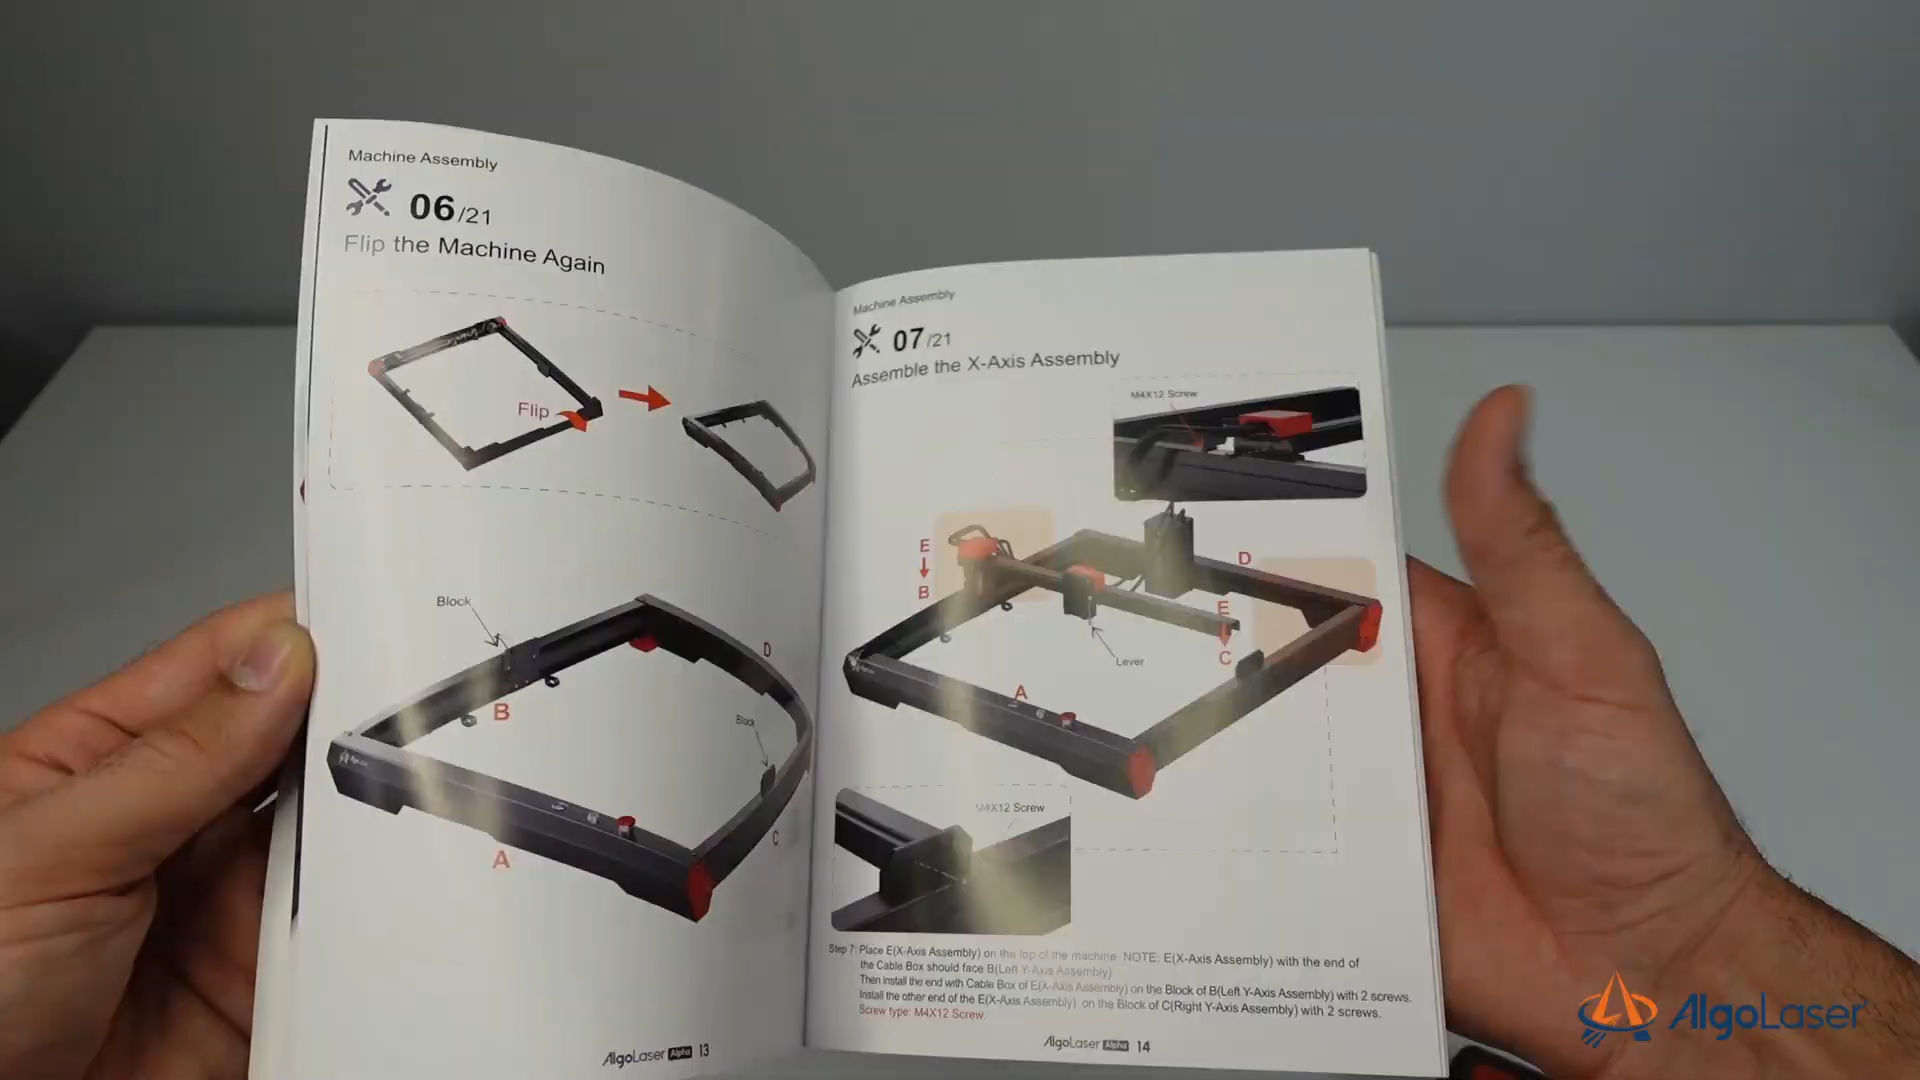 Machine Assembly
06/21
Flip the Machine Again
Flip
Block
D
B
Block
C
A
AlgoLaser Alpha 13
Machine Assembly
07/21
Assemble the X-Axis Assembly
M4X12 Screw
E
B
D
E
C
Lever
A
M4X12 Screw
Step 7: Place E(X-Axis Assembly) on the top of the machine. NOTE: E(X-Axis Assembly) with the end of
the Cable Box should face B(Left Y-Axis Assembly)
Then install the end with Cable Box of E(X-Axis Assembly) on the Block of B(Left Y-Axis Assembly) with 2 screws.
Install the other end of the E(X-Axis Assembly) on the Block of C(Right Y-Axis Assembly) with 2 screws.
Screw type: M4X12 Screw.
AlgoLaser Alpha 14
AlgoLaser